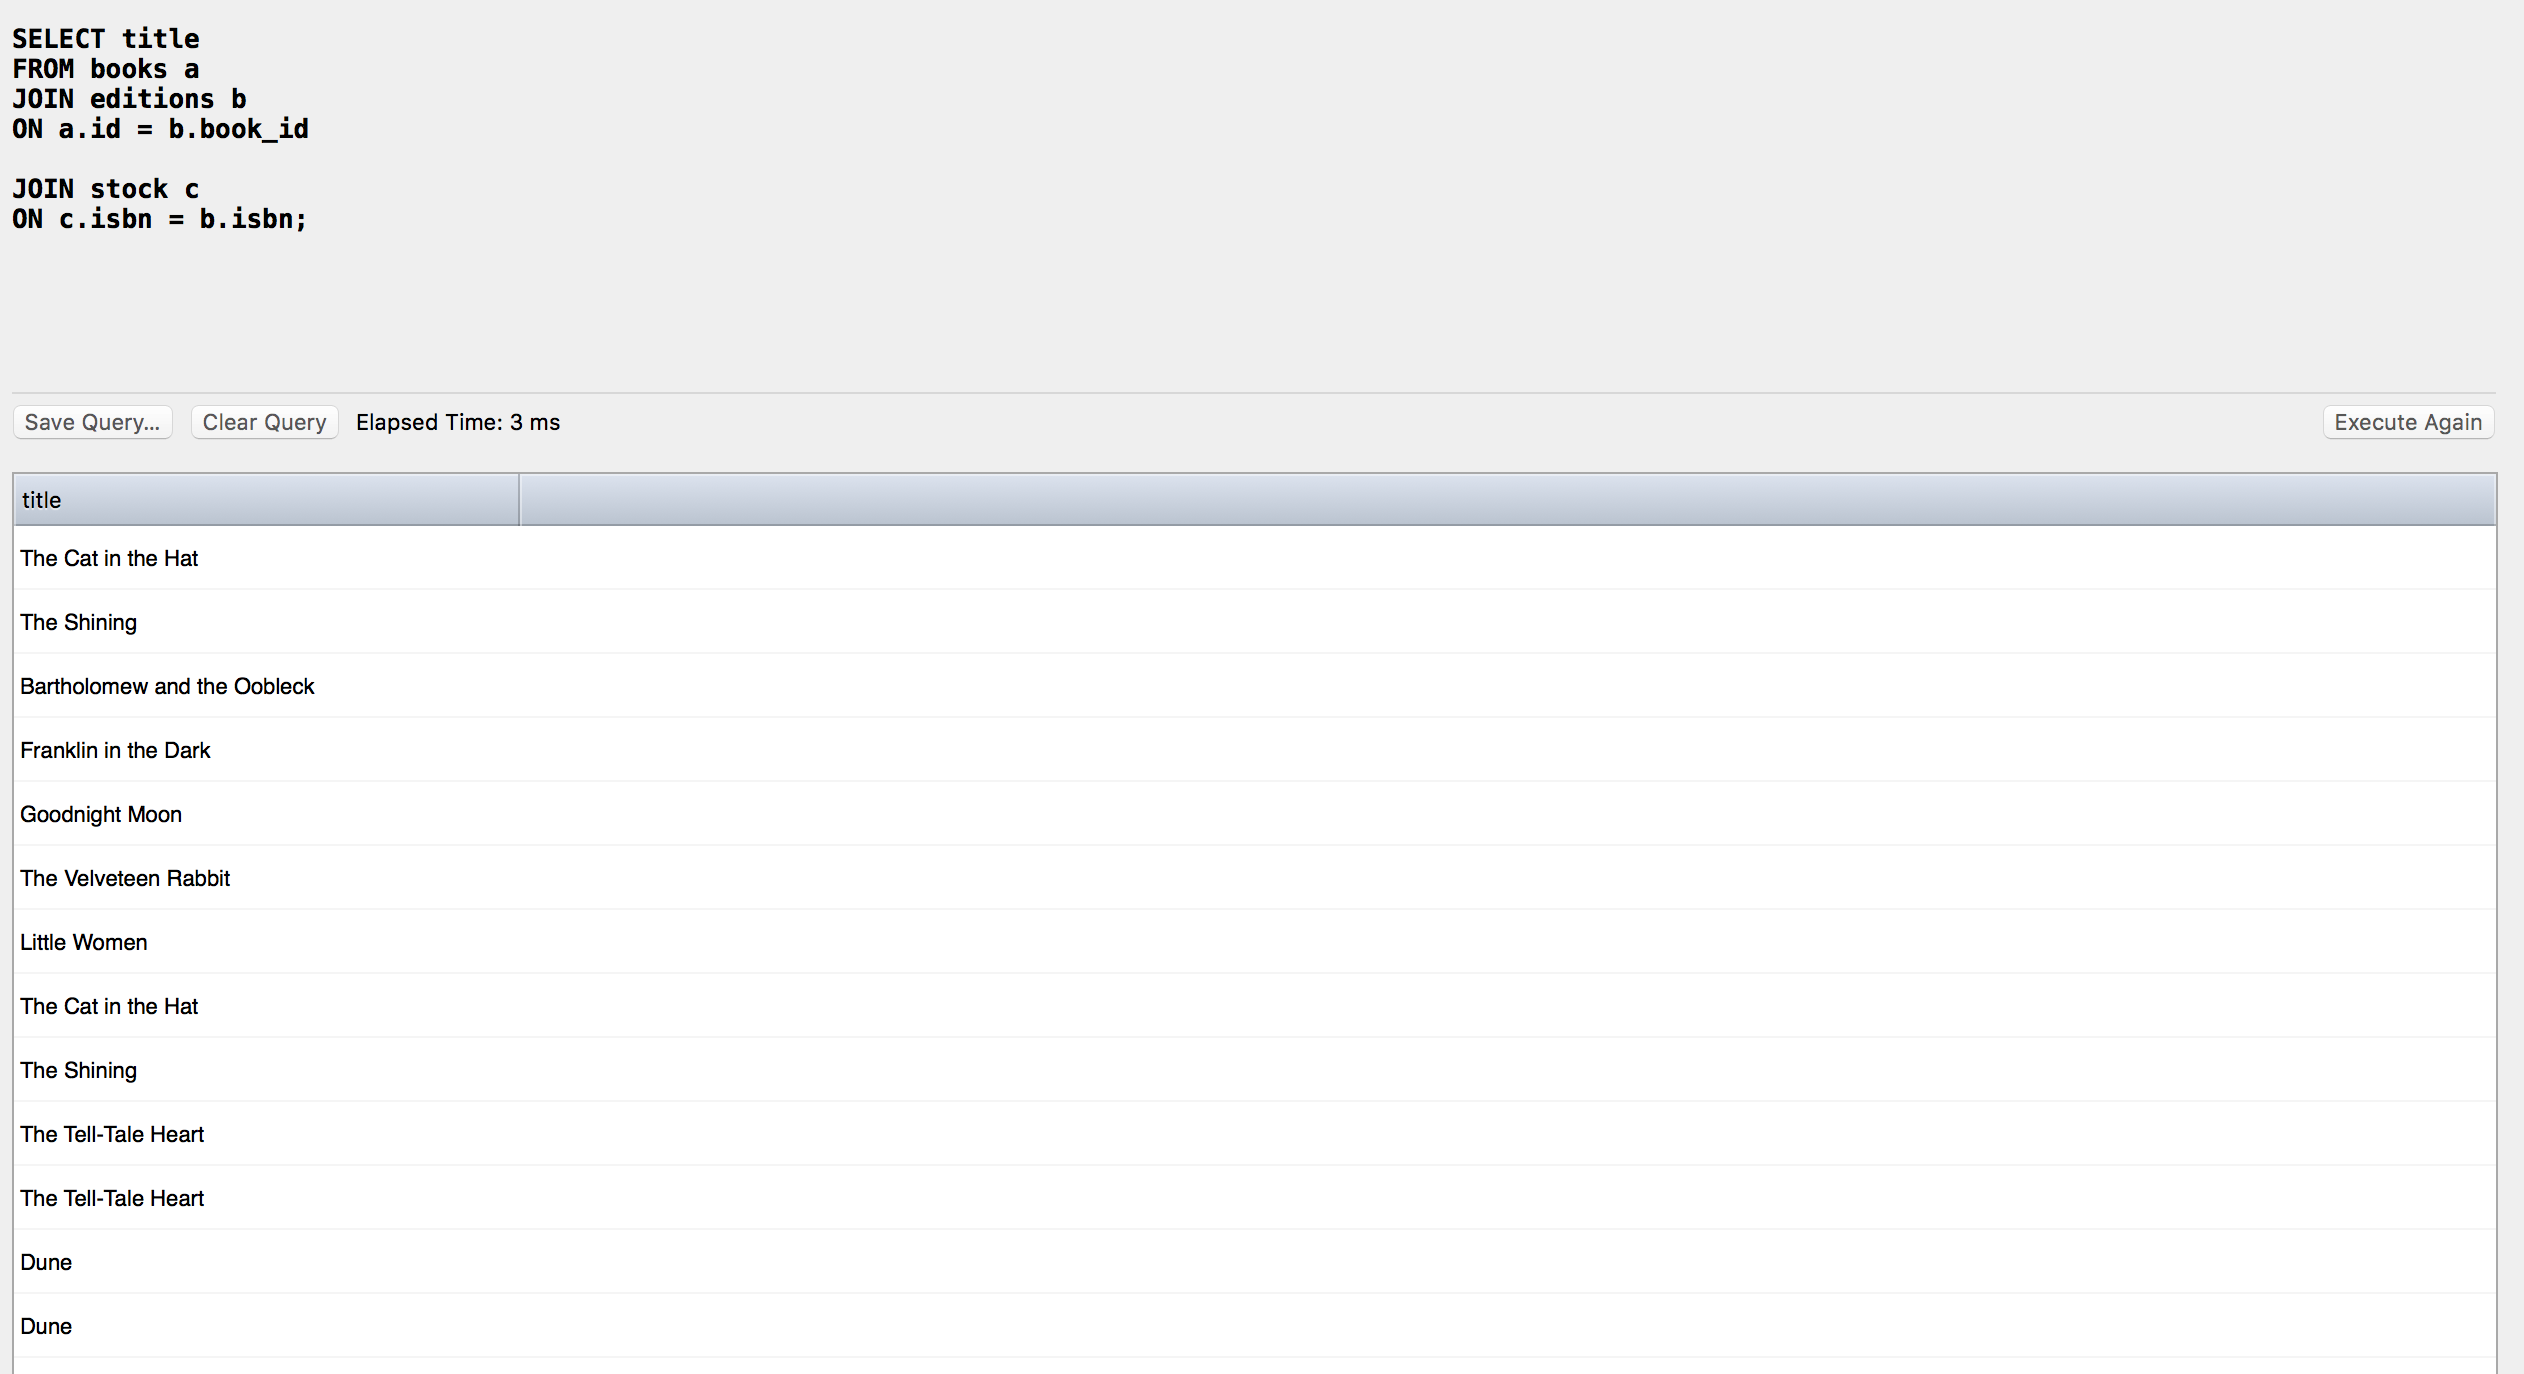 SELECT title
FROM books a
JOIN editions b
ON a.id = b.book_id
JOIN stock c
ON c.isbn = b.isbn;
Save Query... Clear Query Elapsed Time: 3 ms Execute Again
title
The Cat in the Hat
The Shining
Bartholomew and the Oobleck
Franklin in the Dark
Goodnight Moon
The Velveteen Rabbit
Little Women
The Cat in the Hat
The Shining
The Tell-Tale Heart
The Tell-Tale Heart
Dune
Dune